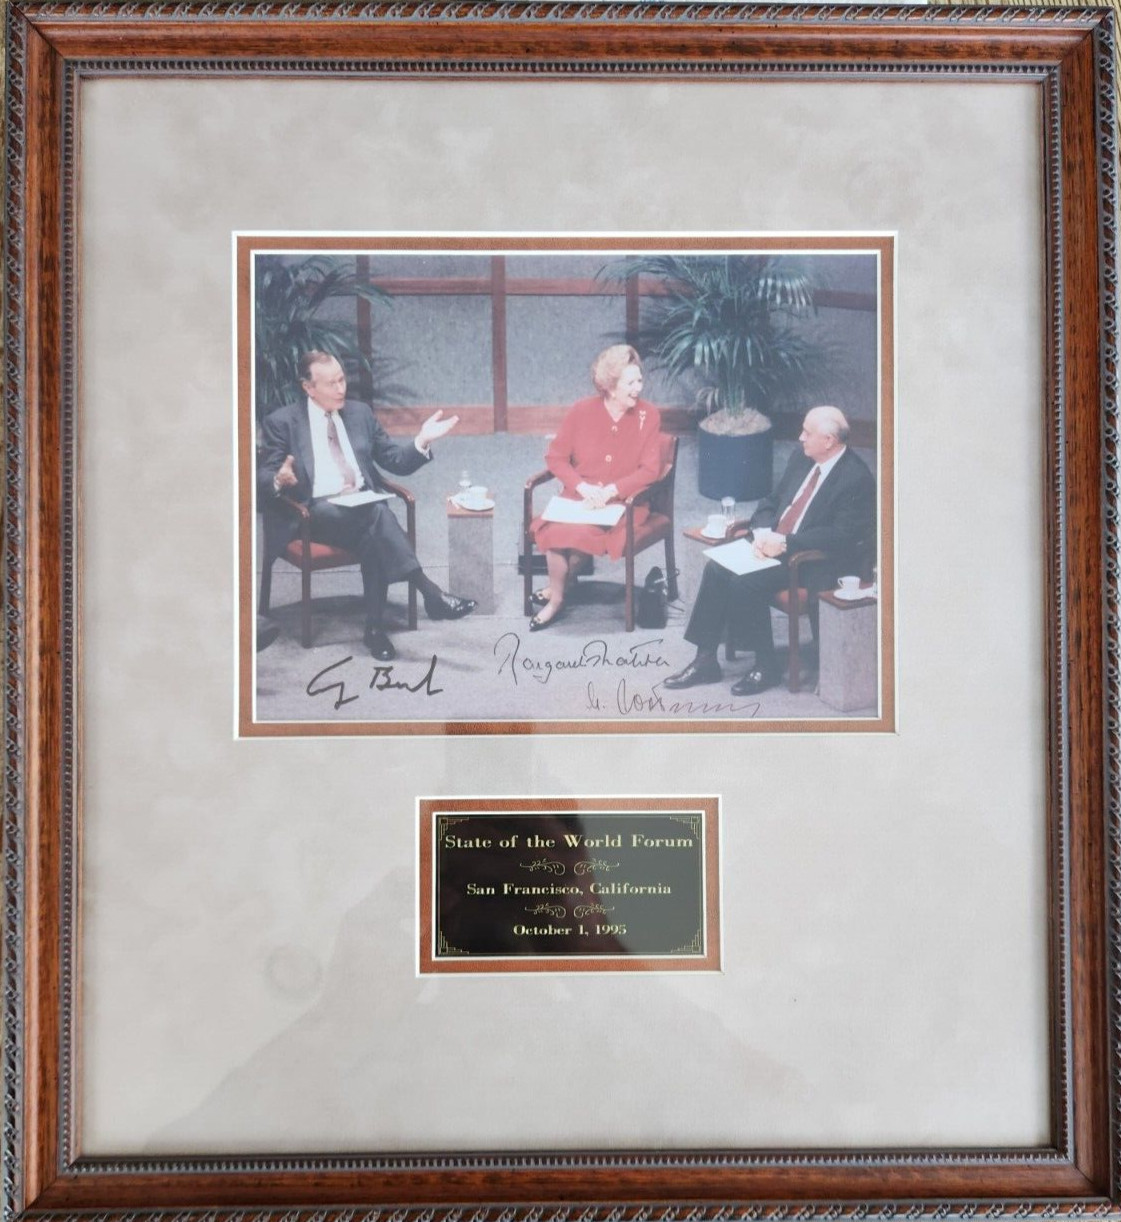 G Bush
Margaret Thatcher
State of the World Forum
San Francisco, California
October 1, 1995